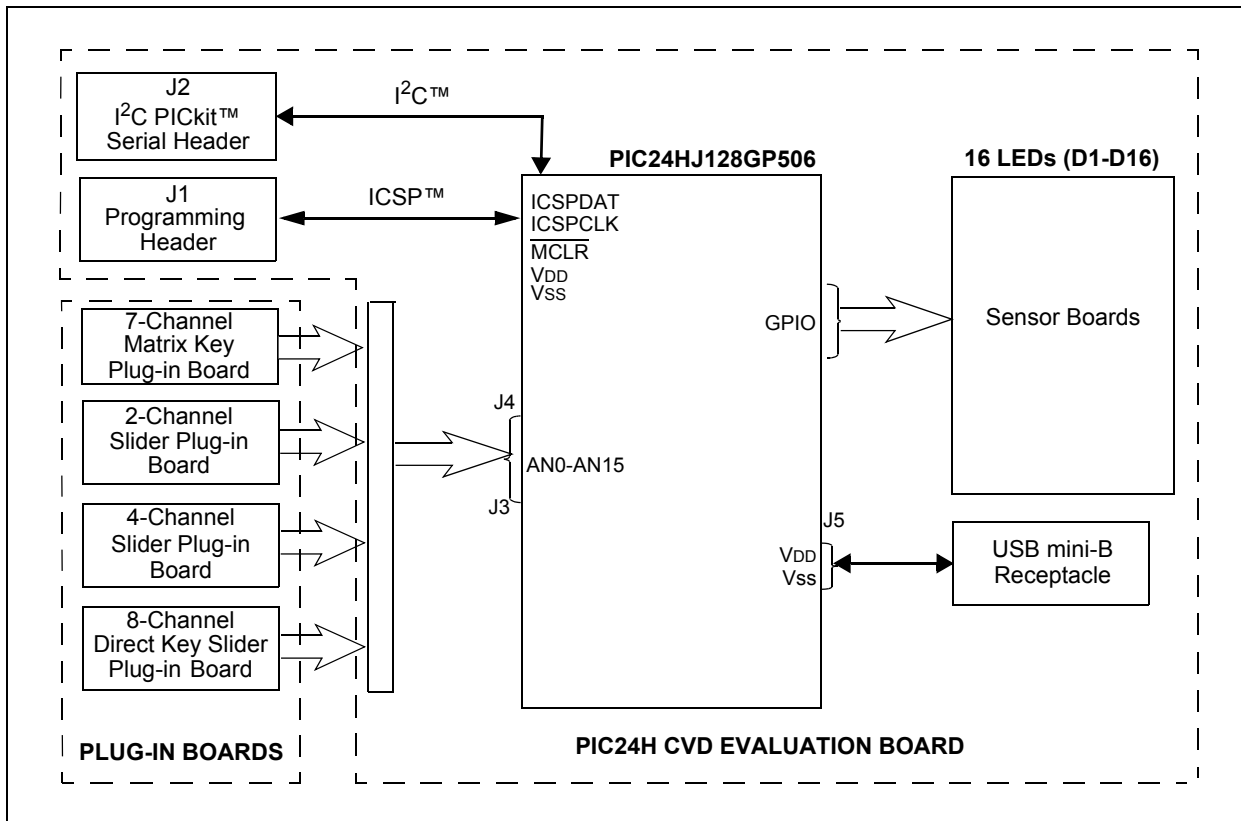 J2
I²C PICkit™
Serial Header
I²C™
J1
Programming
Header
ICSP™
PIC24HJ128GP506
ICSPDAT
ICSPCLK
MCLR
VDD
VSS
GPIO
J4
AN0-AN15
J3
J5
VDD
Vss
16 LEDs (D1-D16)
Sensor Boards
USB mini-B
Receptacle
7-Channel
Matrix Key
Plug-in Board
2-Channel
Slider Plug-in
Board
4-Channel
Slider Plug-in
Board
8-Channel
Direct Key Slider
Plug-in Board
PLUG-IN BOARDS
PIC24H CVD EVALUATION BOARD